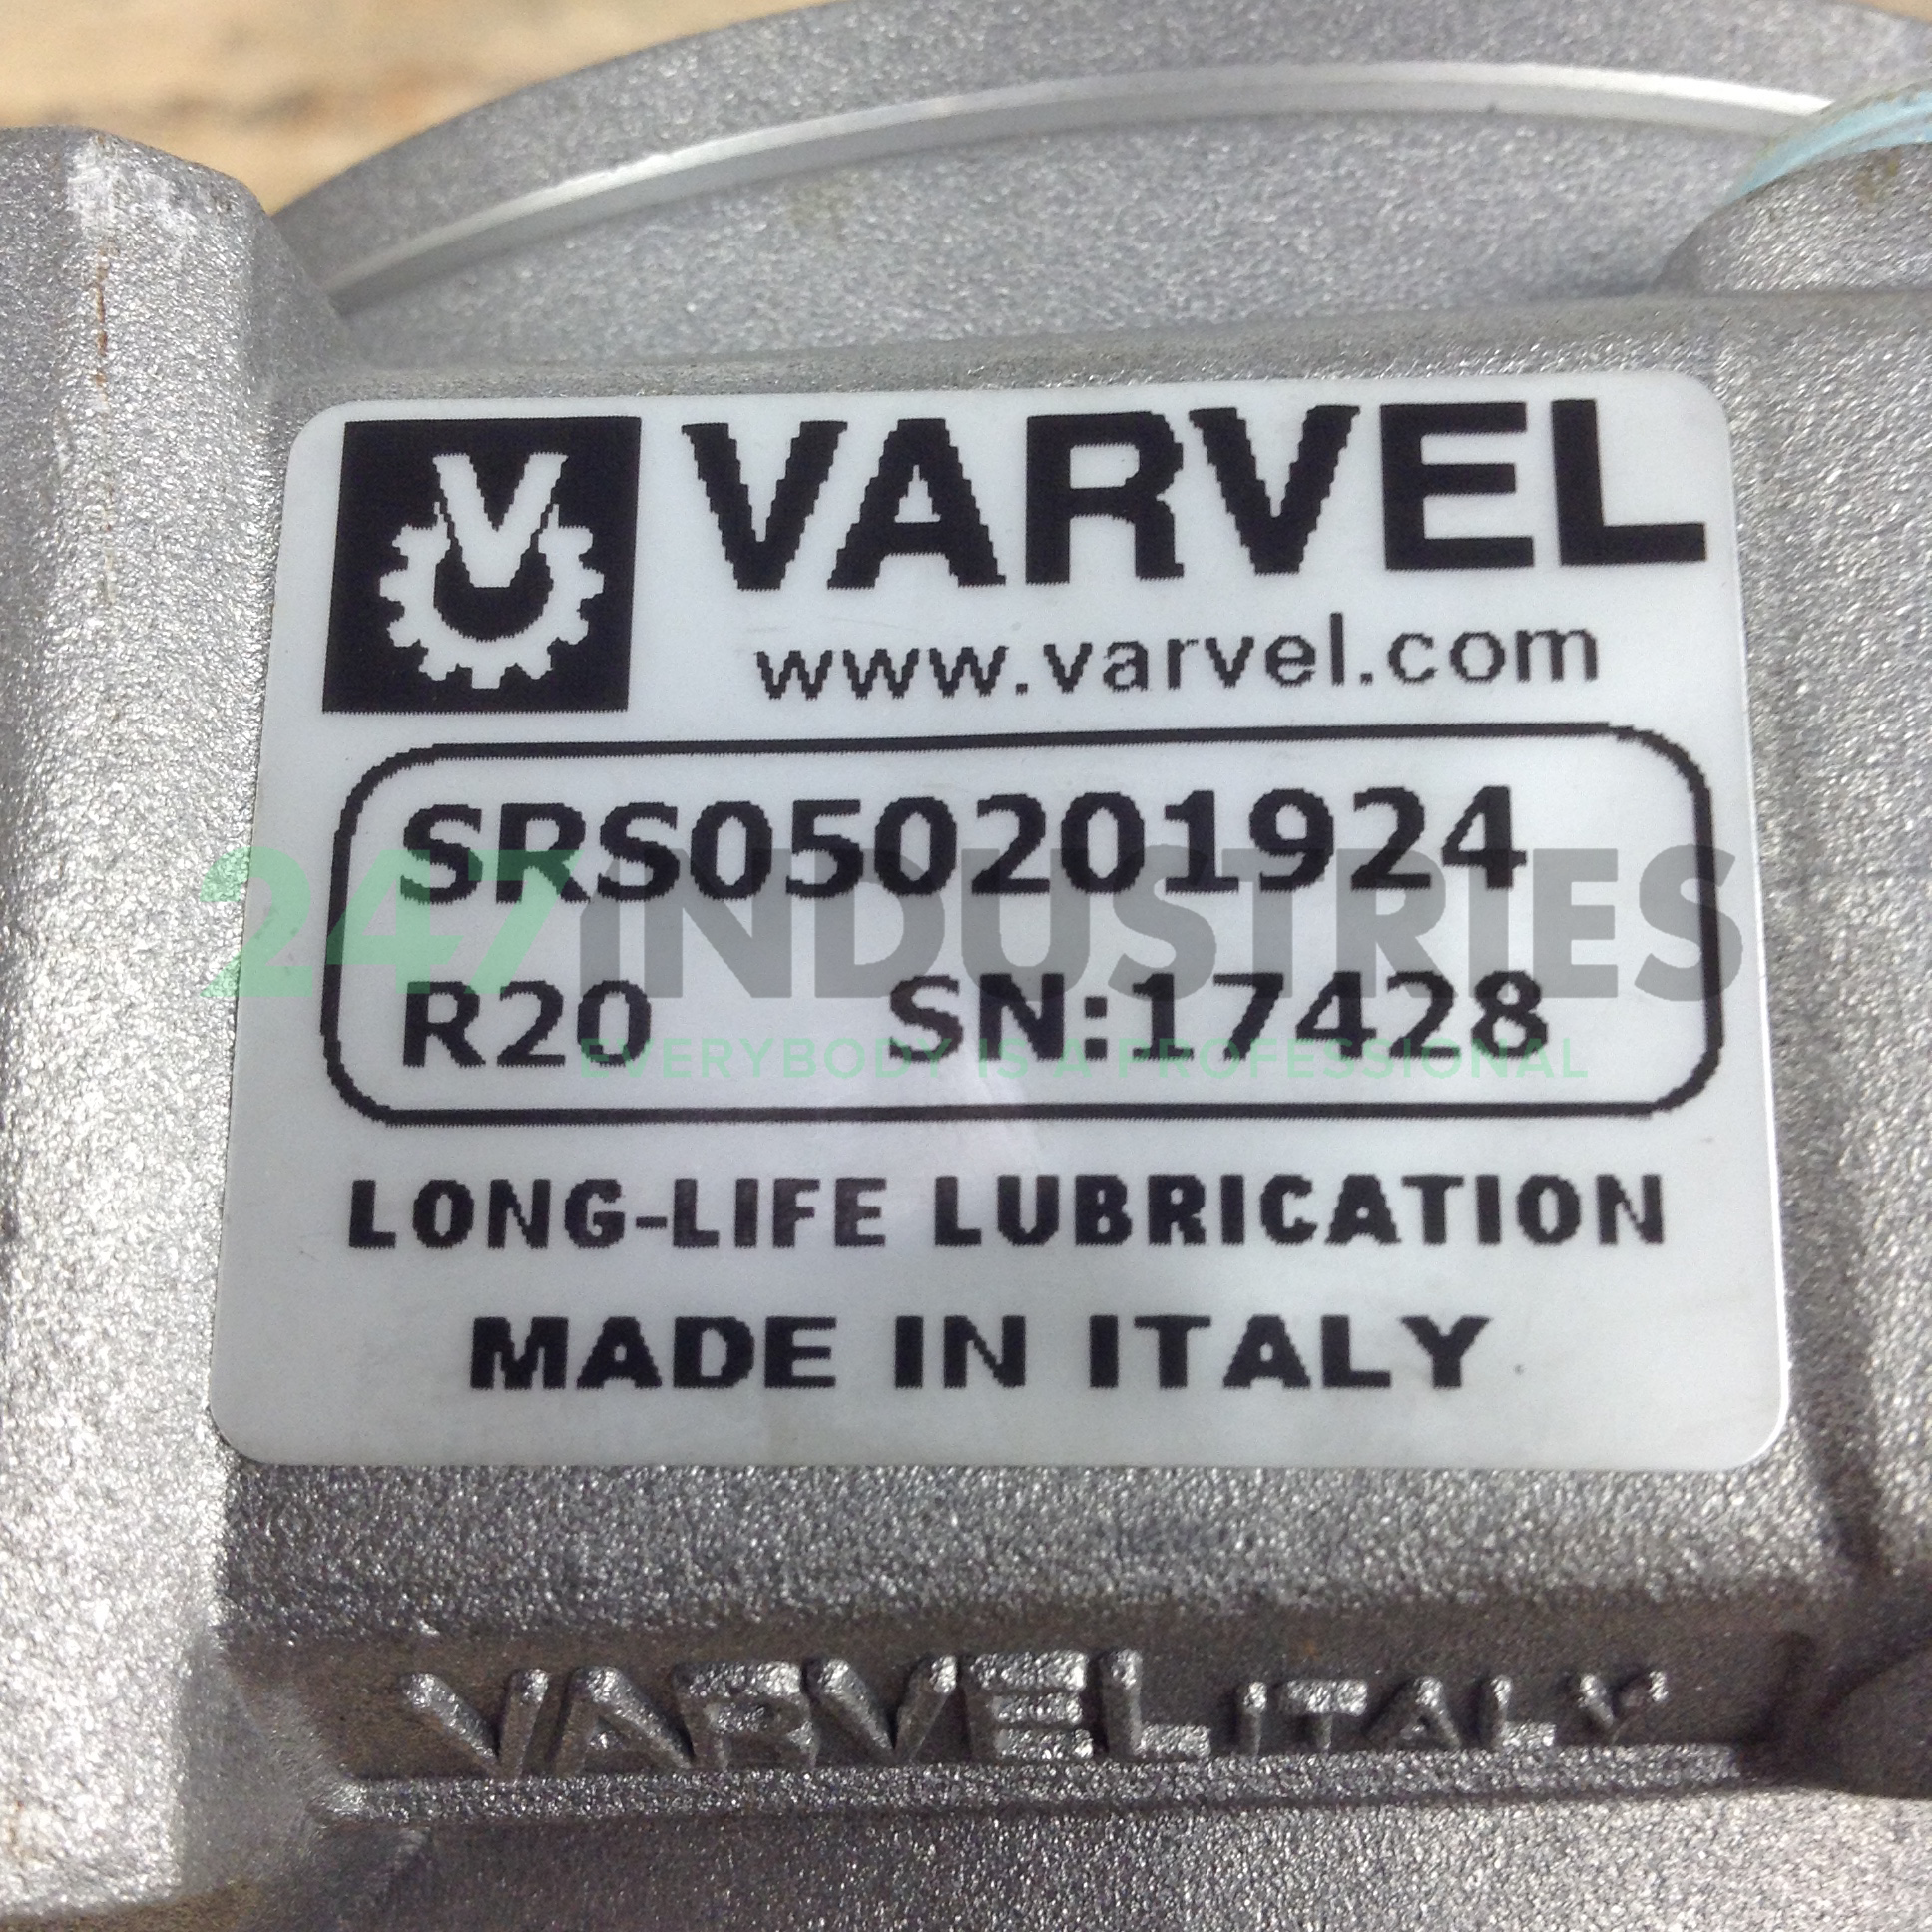 VARVEL
www.varvel.com
SRS050201924
247INDUSTRIES
R20 SN:17428
EVERYBODY IS A PROFESSIONAL
LONG-LIFE LUBRICATION
MADE IN ITALY
VARVEL ITALY